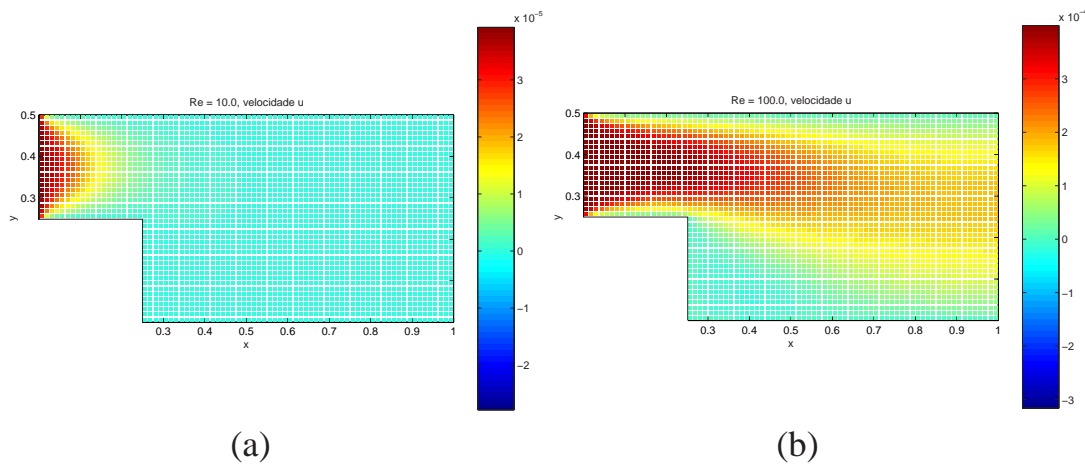 x 10⁻⁵
Re = 10.0, velocidade u
0.5
0.4
0.3
y
0.3 0.4 0.5 0.6 0.7 0.8 0.9 1
x
3
2
1
0
−1
−2
(a)
x 10⁻⁴
Re = 100.0, velocidade u
0.5
0.4
0.3
y
0.3 0.4 0.5 0.6 0.7 0.8 0.9 1
x
3
2
1
0
−1
−2
−3
(b)